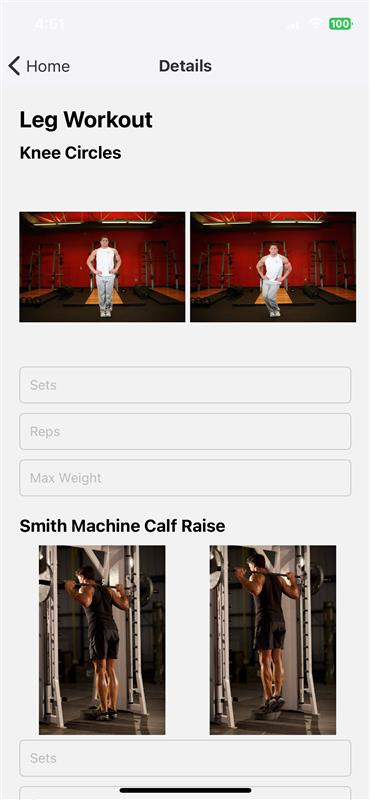 4:51
100
Home
Details
Leg Workout
Knee Circles
Sets
Reps
Max Weight
Smith Machine Calf Raise
Sets